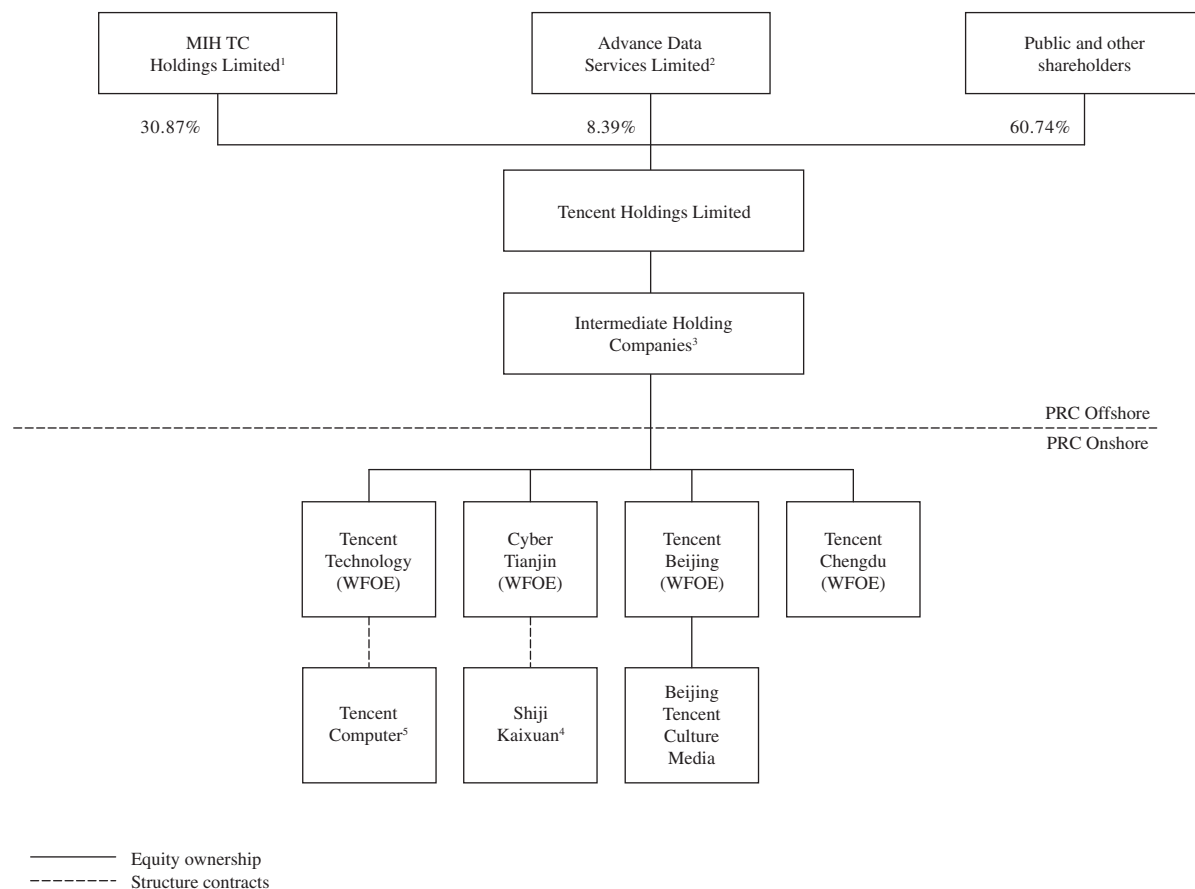 MIH TC
Holdings Limited¹
Advance Data
Services Limited²
Public and other
shareholders
30.87%
8.39%
60.74%
Tencent Holdings Limited
Intermediate Holding
Companies³
PRC Offshore
PRC Onshore
Tencent
Technology
(WFOE)
Cyber
Tianjin
(WFOE)
Tencent
Beijing
(WFOE)
Tencent
Chengdu
(WFOE)
Tencent
Computer⁵
Shiji
Kaixuan⁴
Beijing
Tencent
Culture
Media
Equity ownership
Structure contracts